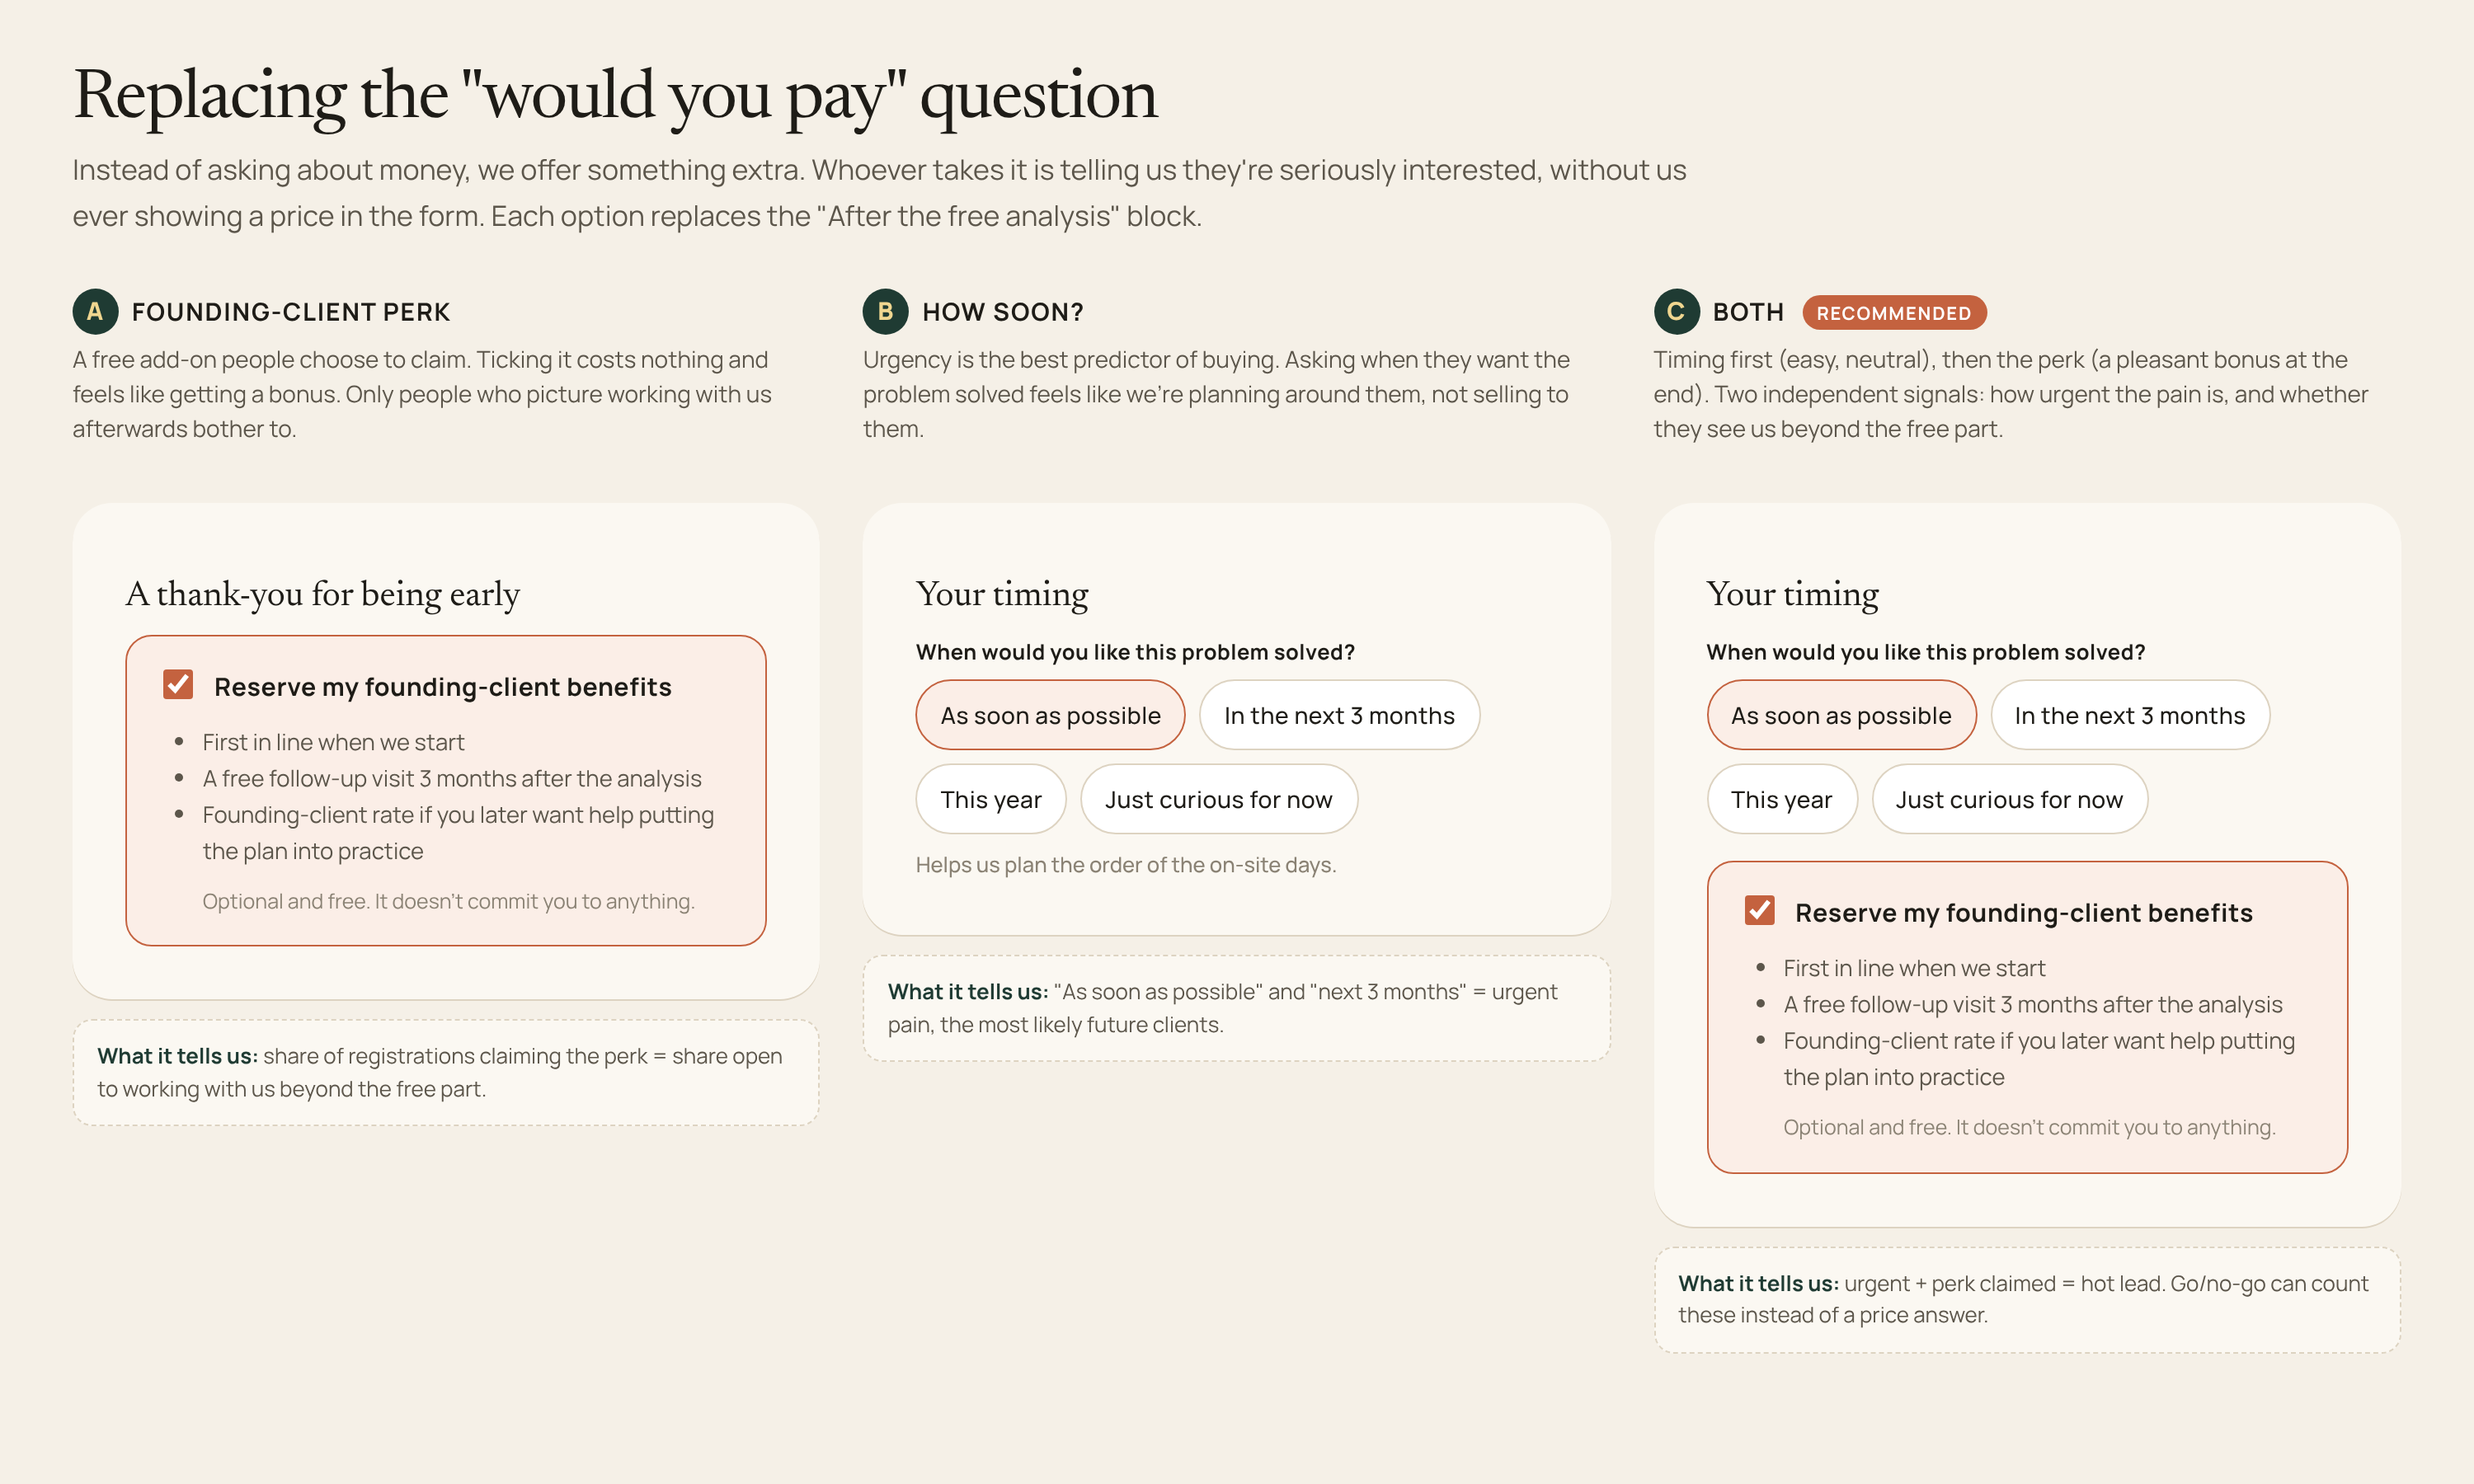 Replacing the "would you pay" question
Instead of asking about money, we offer something extra. Whoever takes it is telling us they're seriously interested, without us
ever showing a price in the form. Each option replaces the "After the free analysis" block.
A FOUNDING-CLIENT PERK
A free add-on people choose to claim. Ticking it costs nothing and
feels like getting a bonus. Only people who picture working with us
afterwards bother to.
A thank-you for being early
Reserve my founding-client benefits
• First in line when we start
• A free follow-up visit 3 months after the analysis
• Founding-client rate if you later want help putting
the plan into practice
Optional and free. It doesn't commit you to anything.
What it tells us: share of registrations claiming the perk = share open
to working with us beyond the free part.
B HOW SOON?
Urgency is the best predictor of buying. Asking when they want the
problem solved feels like we're planning around them, not selling to
them.
Your timing
When would you like this problem solved?
As soon as possible In the next 3 months
This year Just curious for now
Helps us plan the order of the on-site days.
What it tells us: "As soon as possible" and "next 3 months" = urgent
pain, the most likely future clients.
C BOTH RECOMMENDED
Timing first (easy, neutral), then the perk (a pleasant bonus at the
end). Two independent signals: how urgent the pain is, and whether
they see us beyond the free part.
Your timing
When would you like this problem solved?
As soon as possible In the next 3 months
This year Just curious for now
Reserve my founding-client benefits
• First in line when we start
• A free follow-up visit 3 months after the analysis
• Founding-client rate if you later want help putting
the plan into practice
Optional and free. It doesn't commit you to anything.
What it tells us: urgent + perk claimed = hot lead. Go/no-go can count
these instead of a price answer.